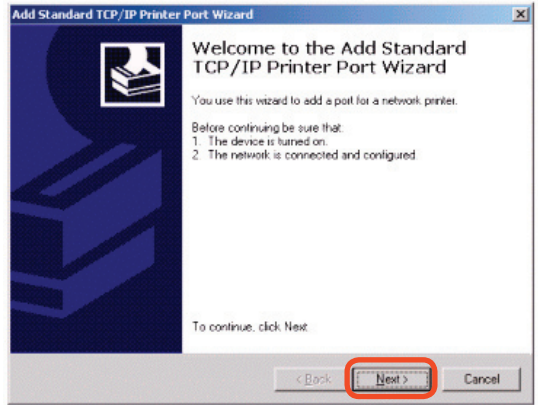 Add Standard TCP/IP Printer Port Wizard
Welcome to the Add Standard
TCP/IP Printer Port Wizard
You use this wizard to add a port for a network printer.
Before continuing be sure that:
1. The device is turned on.
2. The network is connected and configured.
To continue, click Next.
< Back
Next >
Cancel